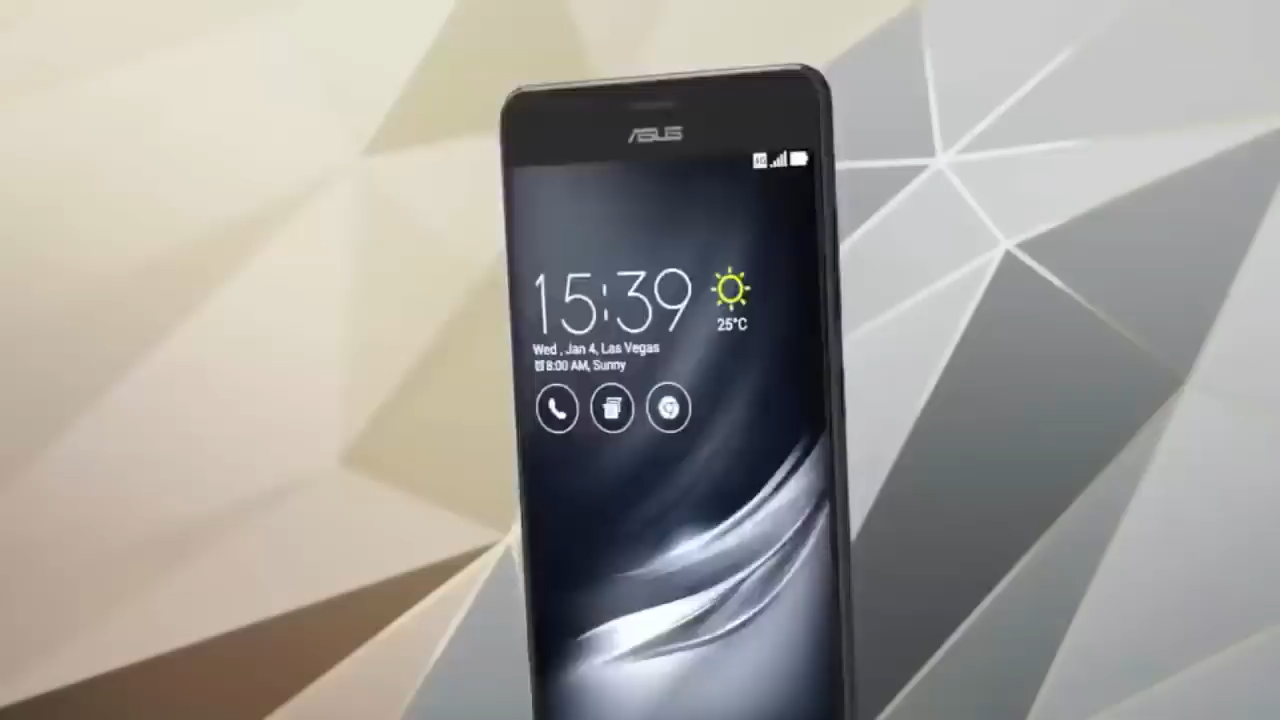 ASUS
15:39
25°C
Wed , Jan 4, Las Vegas
8:00 AM, Sunny